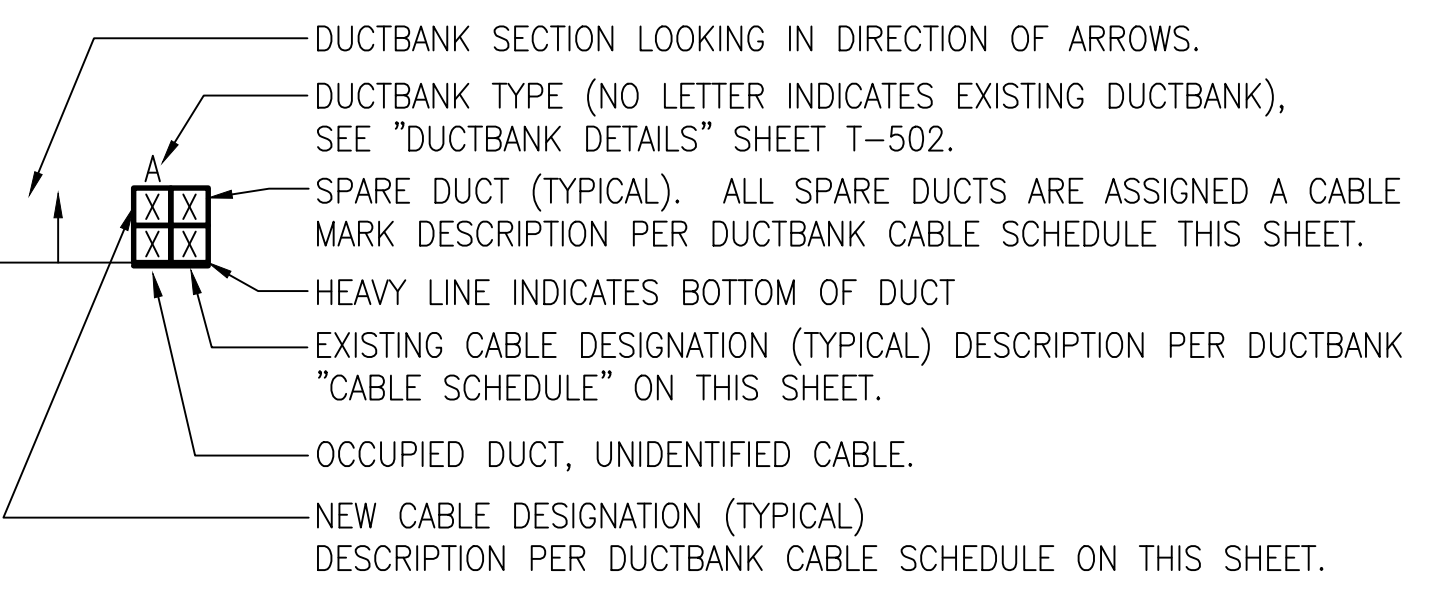 DUCTBANK SECTION LOOKING IN DIRECTION OF ARROWS.
DUCTBANK TYPE (NO LETTER INDICATES EXISTING DUCTBANK),
SEE "DUCTBANK DETAILS" SHEET T-502.
A
X X
X X
SPARE DUCT (TYPICAL). ALL SPARE DUCTS ARE ASSIGNED A CABLE
MARK DESCRIPTION PER DUCTBANK CABLE SCHEDULE THIS SHEET.
HEAVY LINE INDICATES BOTTOM OF DUCT
EXISTING CABLE DESIGNATION (TYPICAL) DESCRIPTION PER DUCTBANK
"CABLE SCHEDULE" ON THIS SHEET.
OCCUPIED DUCT, UNIDENTIFIED CABLE.
NEW CABLE DESIGNATION (TYPICAL)
DESCRIPTION PER DUCTBANK CABLE SCHEDULE ON THIS SHEET.